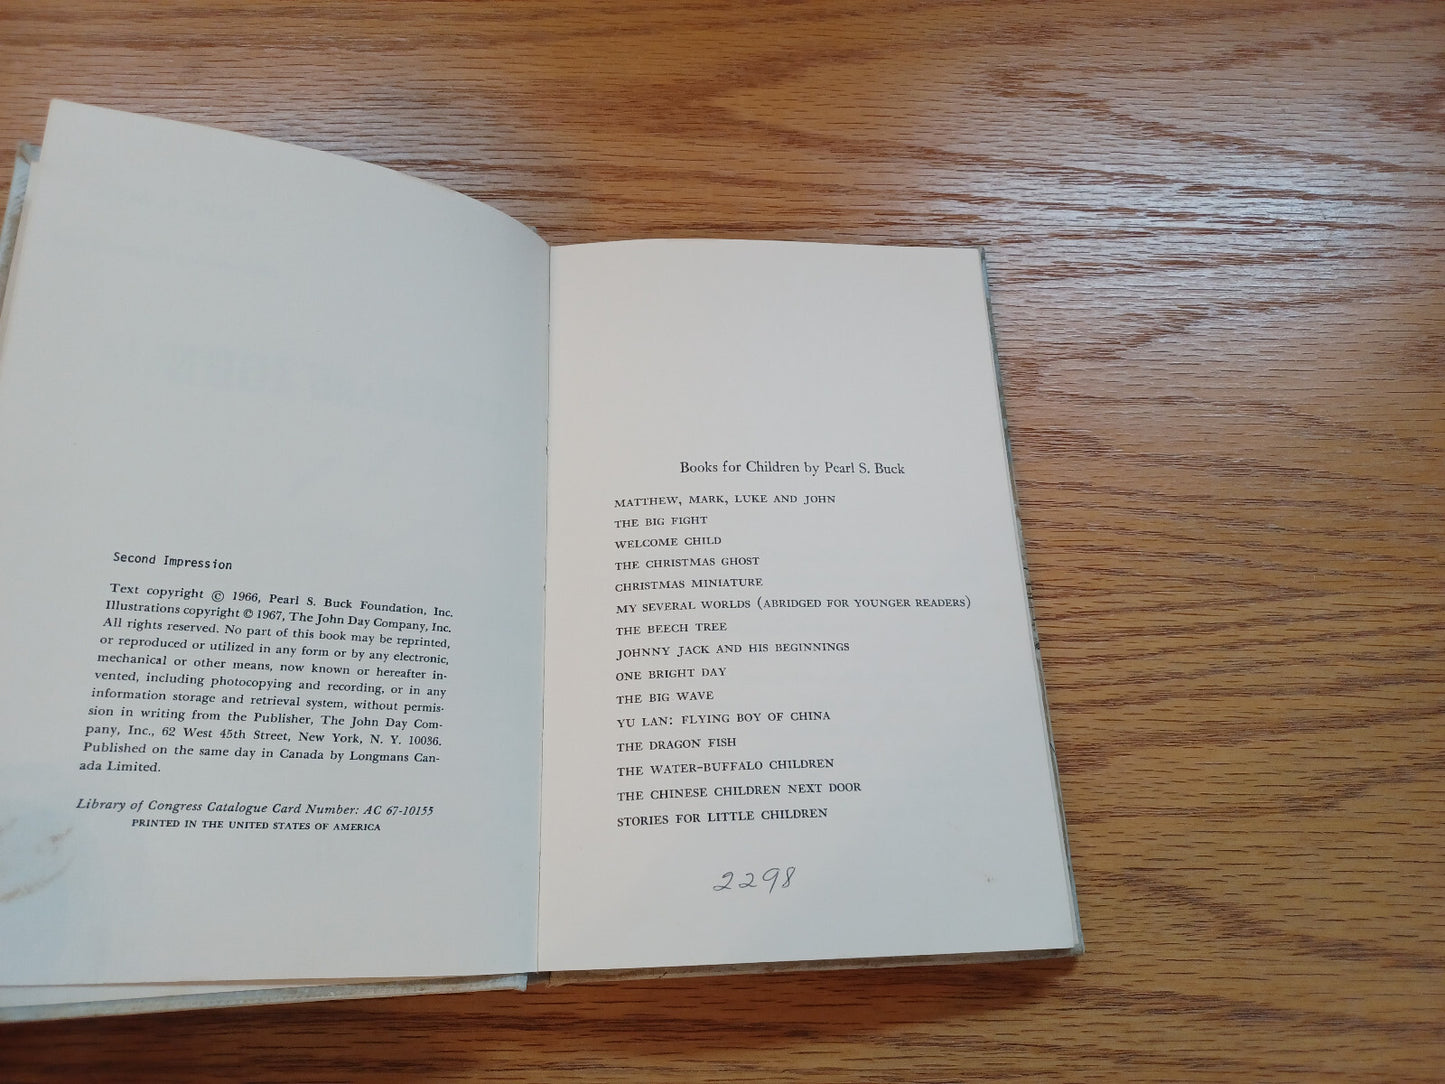 Second Impression
Text copyright © 1966, Pearl S. Buck Foundation, Inc.
Illustrations copyright © 1967, The John Day Company, Inc.
All rights reserved. No part of this book may be reprinted,
or reproduced or utilized in any form or by any electronic,
mechanical or other means, now known or hereafter in-
vented, including photocopying and recording, or in any
information storage and retrieval system, without permis-
sion in writing from the Publisher, The John Day Com-
pany, Inc., 62 West 45th Street, New York, N. Y. 10036.
Published on the same day in Canada by Longmans Can-
ada Limited.
Library of Congress Catalogue Card Number: AC 67-10155
PRINTED IN THE UNITED STATES OF AMERICA
Books for Children by Pearl S. Buck
MATTHEW, MARK, LUKE AND JOHN
THE BIG FIGHT
WELCOME CHILD
THE CHRISTMAS GHOST
CHRISTMAS MINIATURE
MY SEVERAL WORLDS (ABRIDGED FOR YOUNGER READERS)
THE BEECH TREE
JOHNNY JACK AND HIS BEGINNINGS
ONE BRIGHT DAY
THE BIG WAVE
YU LAN: FLYING BOY OF CHINA
THE DRAGON FISH
THE WATER-BUFFALO CHILDREN
THE CHINESE CHILDREN NEXT DOOR
STORIES FOR LITTLE CHILDREN
2298